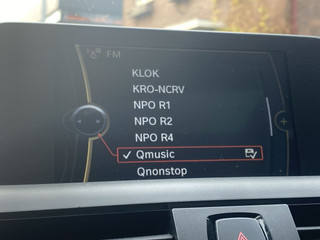 FM
KLOK
KRO-NCRV
NPO R1
NPO R2
NPO R4
Qmusic
Qnonstop